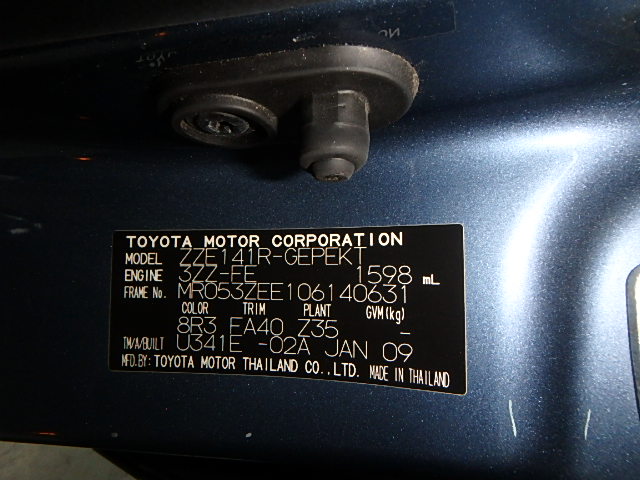 TOYOTA MOTOR CORPORATION
MODEL ZZE141R-GEPEKT
ENGINE 3ZZ-FE 1598 mL
FRAME No. MR053ZEE106140631
COLOR TRIM PLANT GVM(kg)
8R3 FA40 Z35 –
TM/A/BUILT U341E -02A JAN 09
MFD.BY: TOYOTA MOTOR THAILAND CO.,LTD. MADE IN THAILAND